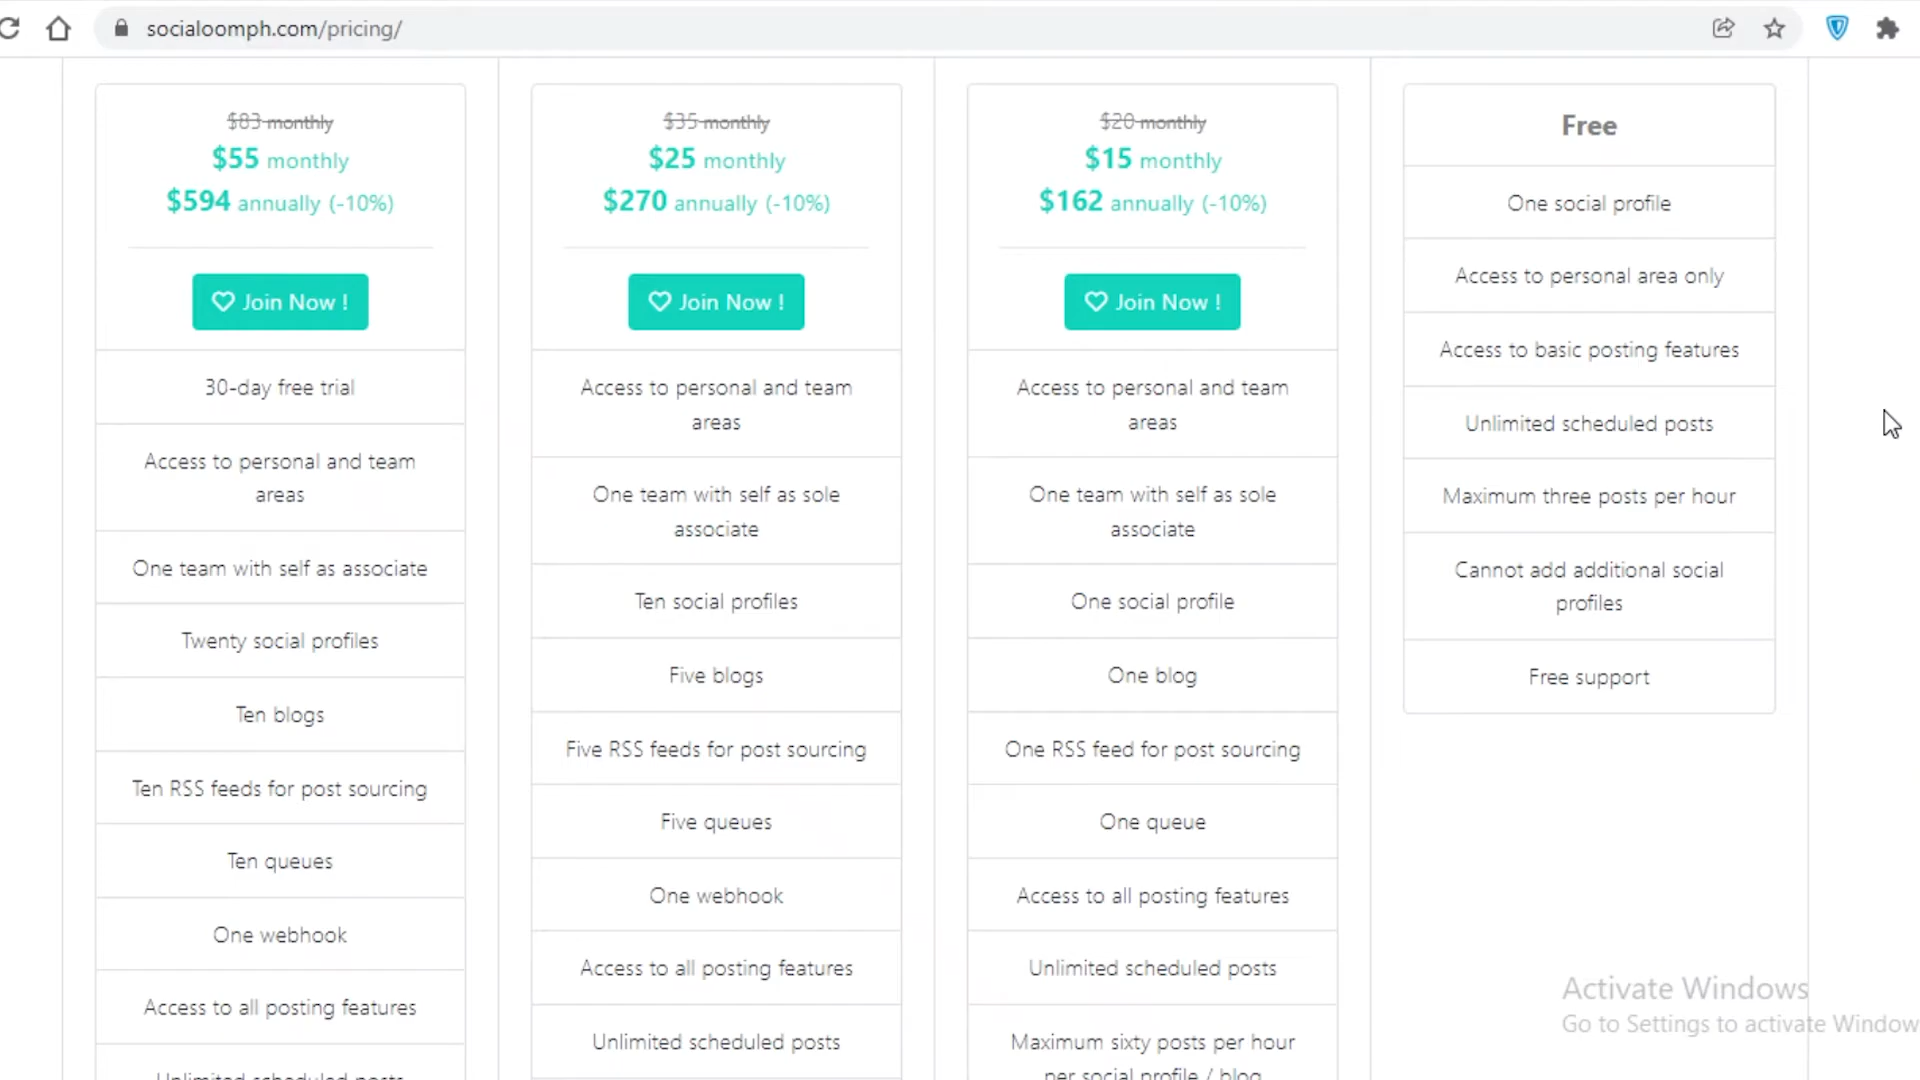 socialoomph.com/pricing/
$83 monthly
$55 monthly
$594 annually (-10%)
Join Now !
30-day free trial
Access to personal and team
areas
One team with self as associate
Twenty social profiles
Ten blogs
Ten RSS feeds for post sourcing
Ten queues
One webhook
Access to all posting features
Unlimited scheduled posts
$35 monthly
$25 monthly
$270 annually (-10%)
Join Now !
Access to personal and team
areas
One team with self as sole
associate
Ten social profiles
Five blogs
Five RSS feeds for post sourcing
Five queues
One webhook
Access to all posting features
Unlimited scheduled posts
$20 monthly
$15 monthly
$162 annually (-10%)
Join Now !
Access to personal and team
areas
One team with self as sole
associate
One social profile
One blog
One RSS feed for post sourcing
One queue
Access to all posting features
Unlimited scheduled posts
Maximum sixty posts per hour
per social profile / blog
Free
One social profile
Access to personal area only
Access to basic posting features
Unlimited scheduled posts
Maximum three posts per hour
Cannot add additional social
profiles
Free support
Activate Windows
Go to Settings to activate Window